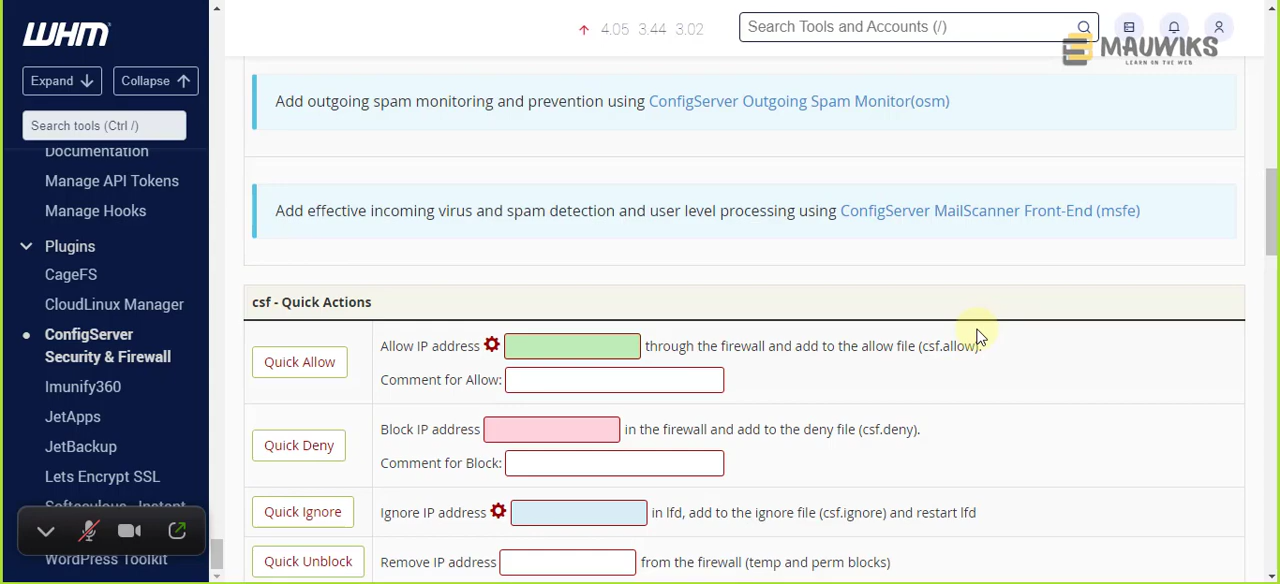 WHM
4.05 3.44 3.02
Search Tools and Accounts (/)
MAUWIKS
LEARN ON THE WEB
Expand
Collapse
Search tools (Ctrl /)
Documentation
Manage API Tokens
Manage Hooks
Plugins
CageFS
CloudLinux Manager
ConfigServer
Security & Firewall
Imunify360
JetApps
JetBackup
Lets Encrypt SSL
Softaculous - Instant
WordPress Toolkit
Add outgoing spam monitoring and prevention using ConfigServer Outgoing Spam Monitor(osm)
Add effective incoming virus and spam detection and user level processing using ConfigServer MailScanner Front-End (msfe)
csf - Quick Actions
Quick Allow
Allow IP address through the firewall and add to the allow file (csf.allow).
Comment for Allow:
Quick Deny
Block IP address in the firewall and add to the deny file (csf.deny).
Comment for Block:
Quick Ignore
Ignore IP address in lfd, add to the ignore file (csf.ignore) and restart lfd
Quick Unblock
Remove IP address from the firewall (temp and perm blocks)